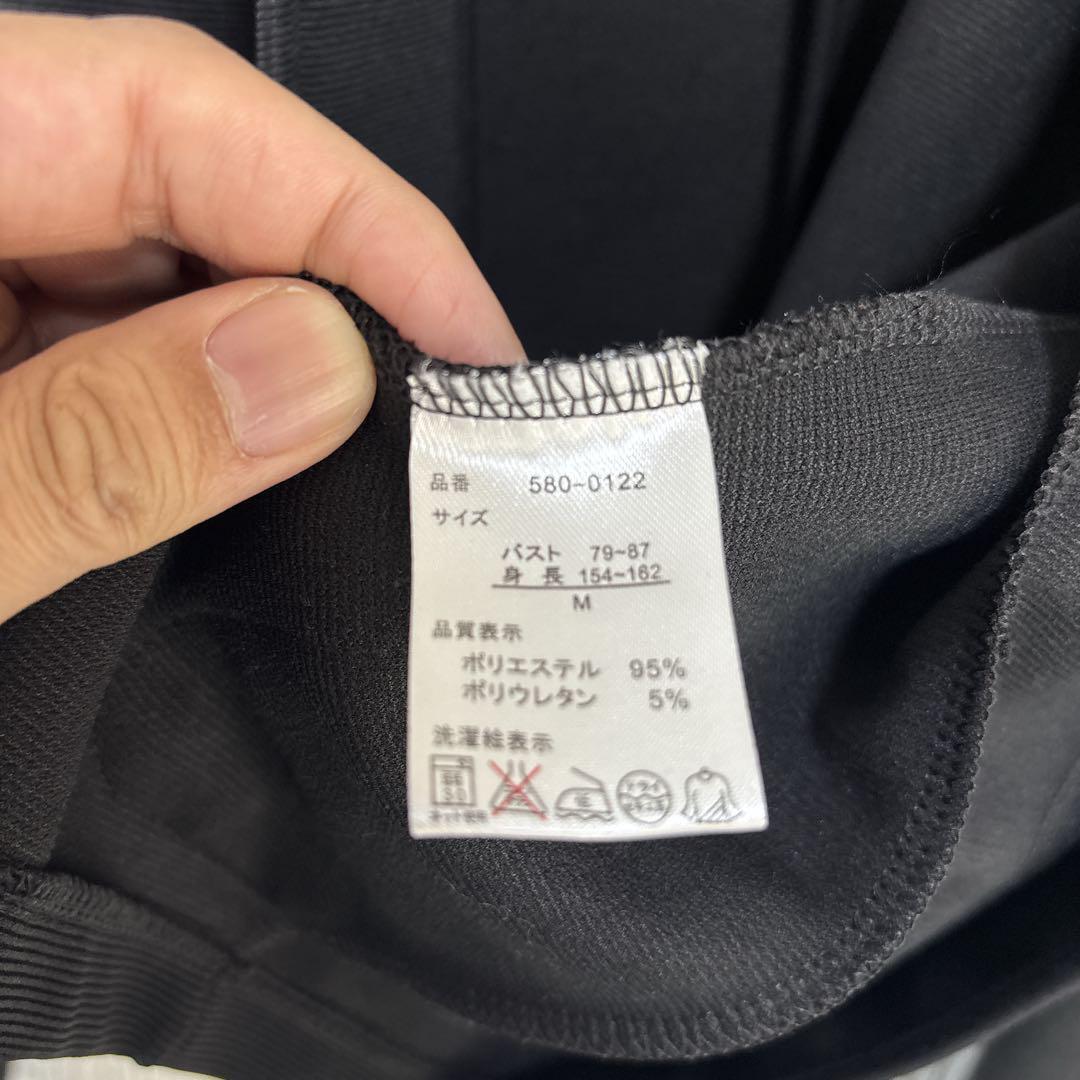 品番 580~0122
サイズ
バスト 79~87
身長 154~162
M
品質表示
ポリエステル 95%
ポリウレタン 5%
洗濯絵表示
30